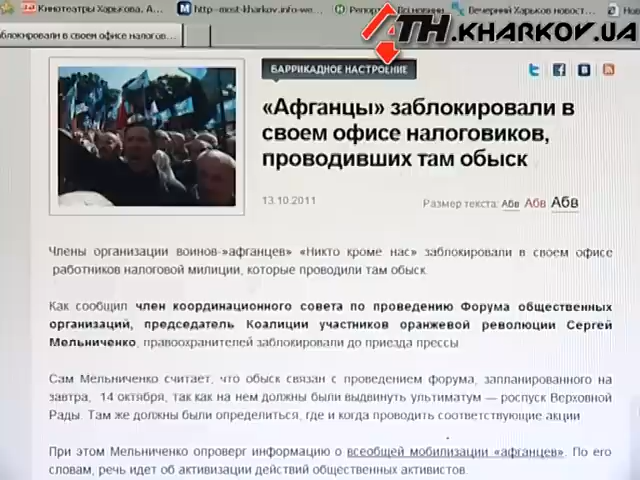 Кинотеатры Харькова. А...
http--most-kharkov.info-we...
Вечерний Харьков новост...
ATH.KHARKOV.UA
БАРРИКАДНОЕ НАСТРОЕНИЕ
«Афганцы» заблокировали в
своем офисе налоговиков,
проводивших там обыск
13.10.2011
Размер текста: Абв Абв Абв
Члены организации воинов-»афганцев» «Никто кроме нас» заблокировали в своем офисе
работников налоговой милиции, которые проводили там обыск.
Как сообщил член координационного совета по проведению Форума общественных
организаций, председатель Коалиции участников оранжевой революции Сергей
Мельниченко, правоохранителей заблокировали до приезда прессы.
Сам Мельниченко считает, что обыск связан с проведением форума, запланированного на
завтра, 14 октября, так как на нем должны были выдвинуть ультиматум — роспуск Верховной
Рады. Там же должны были определиться, где и когда проводить соответствующие акции.
При этом Мельниченко опроверг информацию о всеобщей мобилизации «афганцев». По его
словам, речь идет об активизации действий общественных активистов.